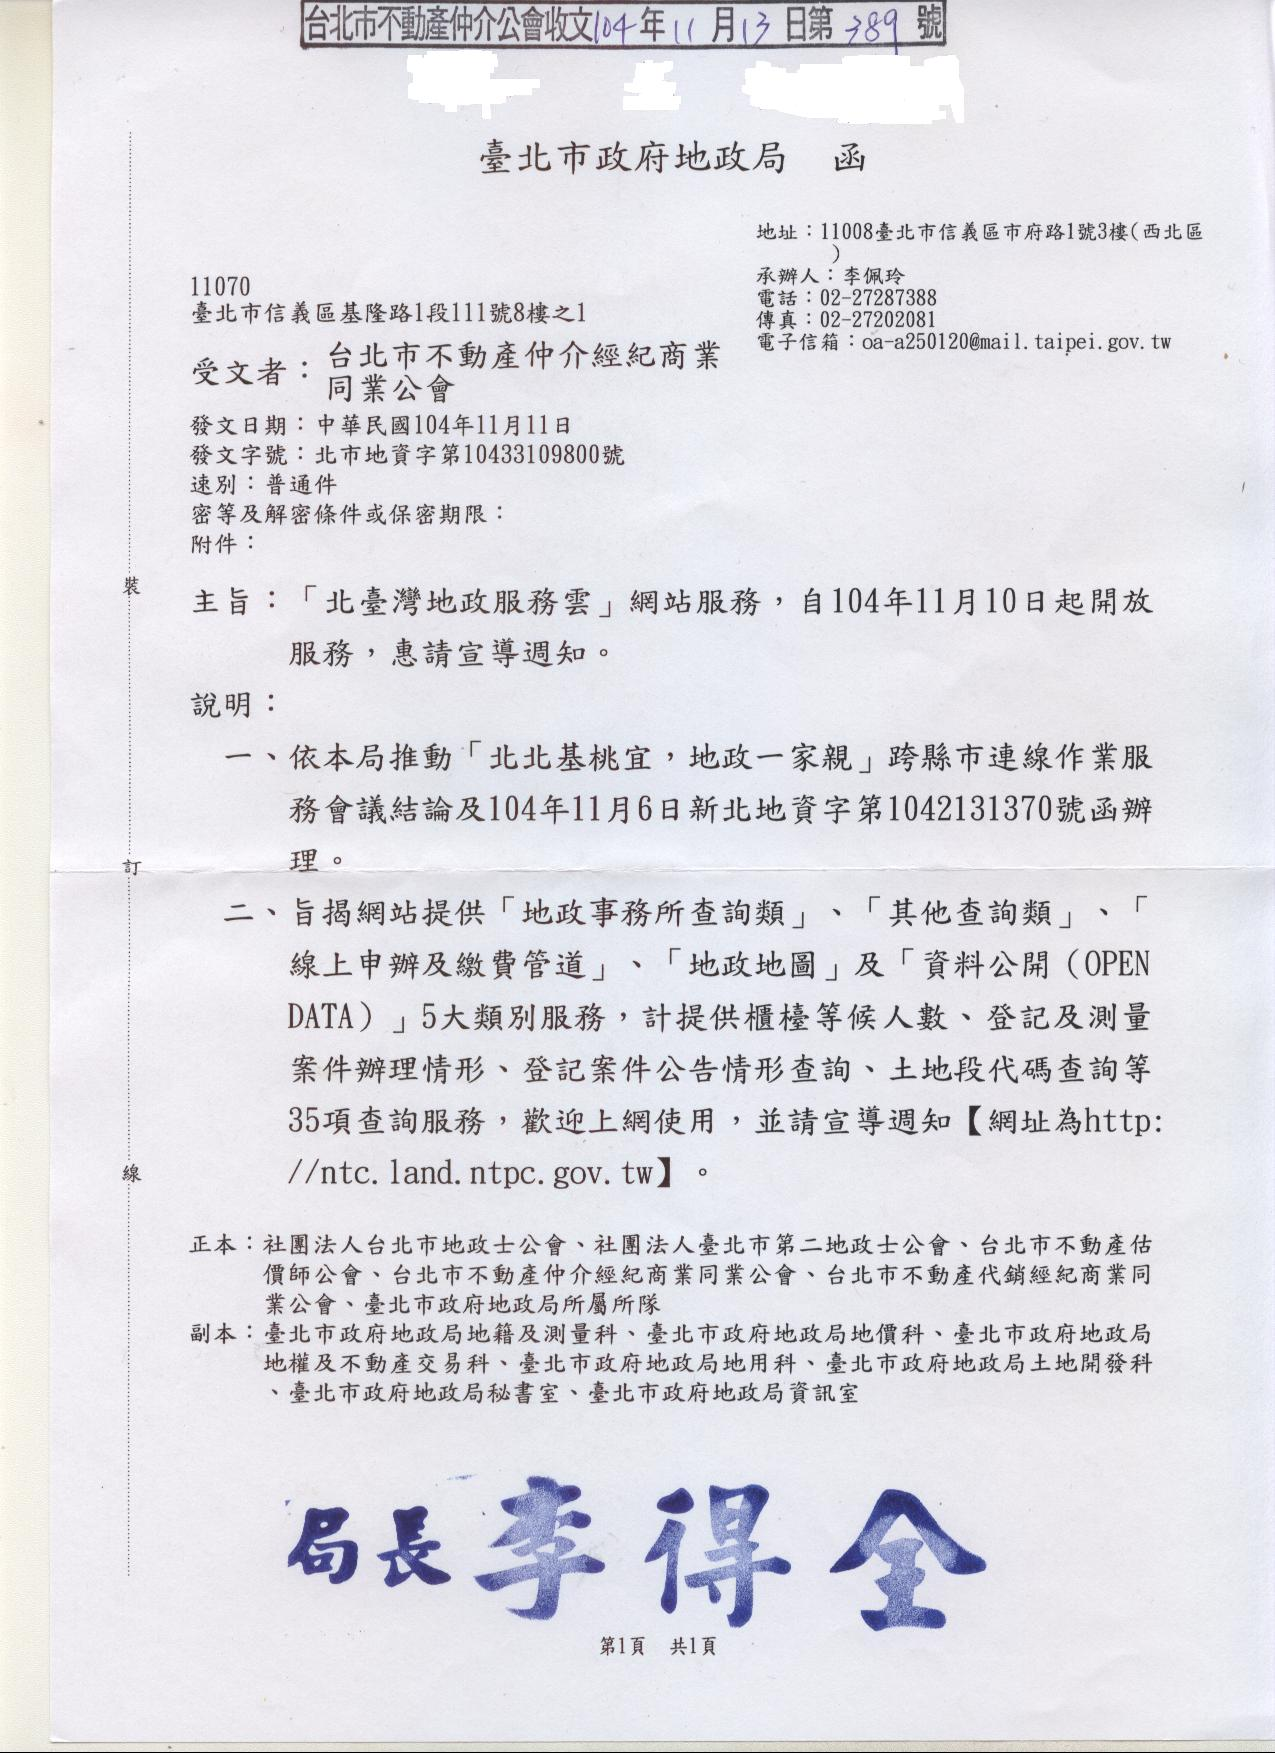 台北市不動產仲介公會收文104年11月13日第389號
臺北市政府地政局　函
地址：11008臺北市信義區市府路1號3樓(西北區
)
承辦人：李佩玲
電話：02-27287388
傳真：02-27202081
電子信箱：oa-a250120@mail.taipei.gov.tw
11070
臺北市信義區基隆路1段111號8樓之1
受文者：台北市不動產仲介經紀商業
同業公會
發文日期：中華民國104年11月11日
發文字號：北市地資字第10433109800號
速別：普通件
密等及解密條件或保密期限：
附件：
主旨：「北臺灣地政服務雲」網站服務，自104年11月10日起開放
服務，惠請宣導週知。
說明：
一、依本局推動「北北基桃宜，地政一家親」跨縣市連線作業服
務會議結論及104年11月6日新北地資字第1042131370號函辦
理。
二、旨揭網站提供「地政事務所查詢類」、「其他查詢類」、「
線上申辦及繳費管道」、「地政地圖」及「資料公開（OPEN
DATA）」5大類別服務，計提供櫃檯等候人數、登記及測量
案件辦理情形、登記案件公告情形查詢、土地段代碼查詢等
35項查詢服務，歡迎上網使用，並請宣導週知【網址為http:
//ntc.land.ntpc.gov.tw】。
正本：社團法人台北市地政士公會、社團法人臺北市第二地政士公會、台北市不動產估
價師公會、台北市不動產仲介經紀商業同業公會、台北市不動產代銷經紀商業同
業公會、臺北市政府地政局所屬所隊
副本：臺北市政府地政局地籍及測量科、臺北市政府地政局地價科、臺北市政府地政局
地權及不動產交易科、臺北市政府地政局地用科、臺北市政府地政局土地開發科
、臺北市政府地政局秘書室、臺北市政府地政局資訊室
局長李得全
第1頁　共1頁
裝
訂
線